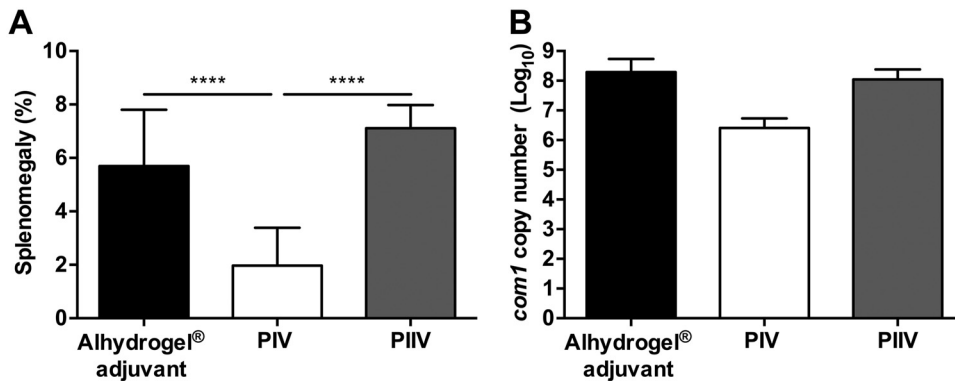 A
Splenomegaly (%)
10
8
6
4
2
0
**** ****
Alhydrogel® adjuvant
PIV
PIIV
B
com1 copy number (Log10)
9
8
7
6
5
4
3
2
1
0
Alhydrogel® adjuvant
PIV
PIIV